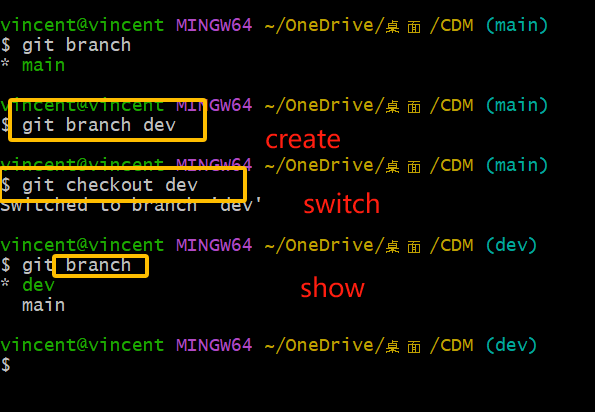 vincent@vincent MINGW64 ~/OneDrive/桌面/CDM (main)
$ git branch
* main
vincent@vincent MINGW64 ~/OneDrive/桌面/CDM (main)
$ git branch dev
create
vincent@vincent MINGW64 ~/OneDrive/桌面/CDM (main)
$ git checkout dev
Switched to branch 'dev'
switch
vincent@vincent MINGW64 ~/OneDrive/桌面/CDM (dev)
$ git branch
* dev
show
main
vincent@vincent MINGW64 ~/OneDrive/桌面/CDM (dev)
$